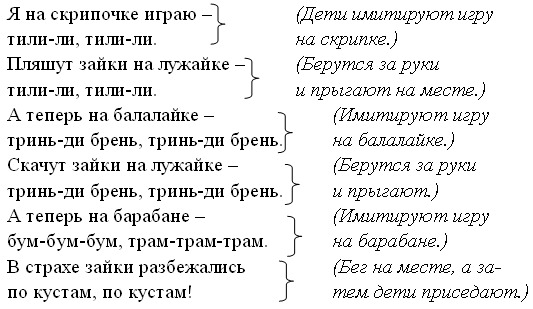 Я на скрипочке играю – (Дети имитируют игру
тили-ли, тили-ли. на скрипке.)
Пляшут зайки на лужайке – (Берутся за руки
тили-ли, тили-ли. и прыгают на месте.)
А теперь на балалайке – (Имитируют игру
тринь-ди брень, тринь-ди брень. на балалайке.)
Скачут зайки на лужайке – (Берутся за руки
тринь-ди брень, тринь-ди брень. и прыгают.)
А теперь на барабане – (Имитируют игру
бум-бум-бум, трам-трам-трам. на барабане.)
В страхе зайки разбежались (Бег на месте, а за-
по кустам, по кустам! тем дети приседают.)